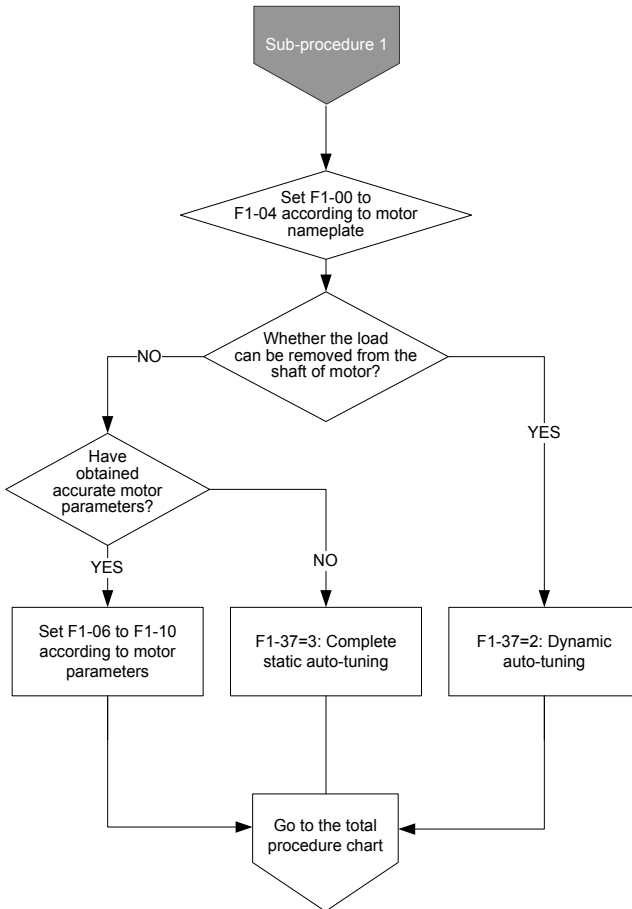 Sub-procedure 1
Set F1-00 to
F1-04 according to motor
nameplate
Whether the load
can be removed from the
shaft of motor?
NO
YES
Have
obtained
accurate motor
parameters?
NO
YES
Set F1-06 to F1-10
according to motor
parameters
F1-37=3: Complete
static auto-tuning
F1-37=2: Dynamic
auto-tuning
Go to the total
procedure chart